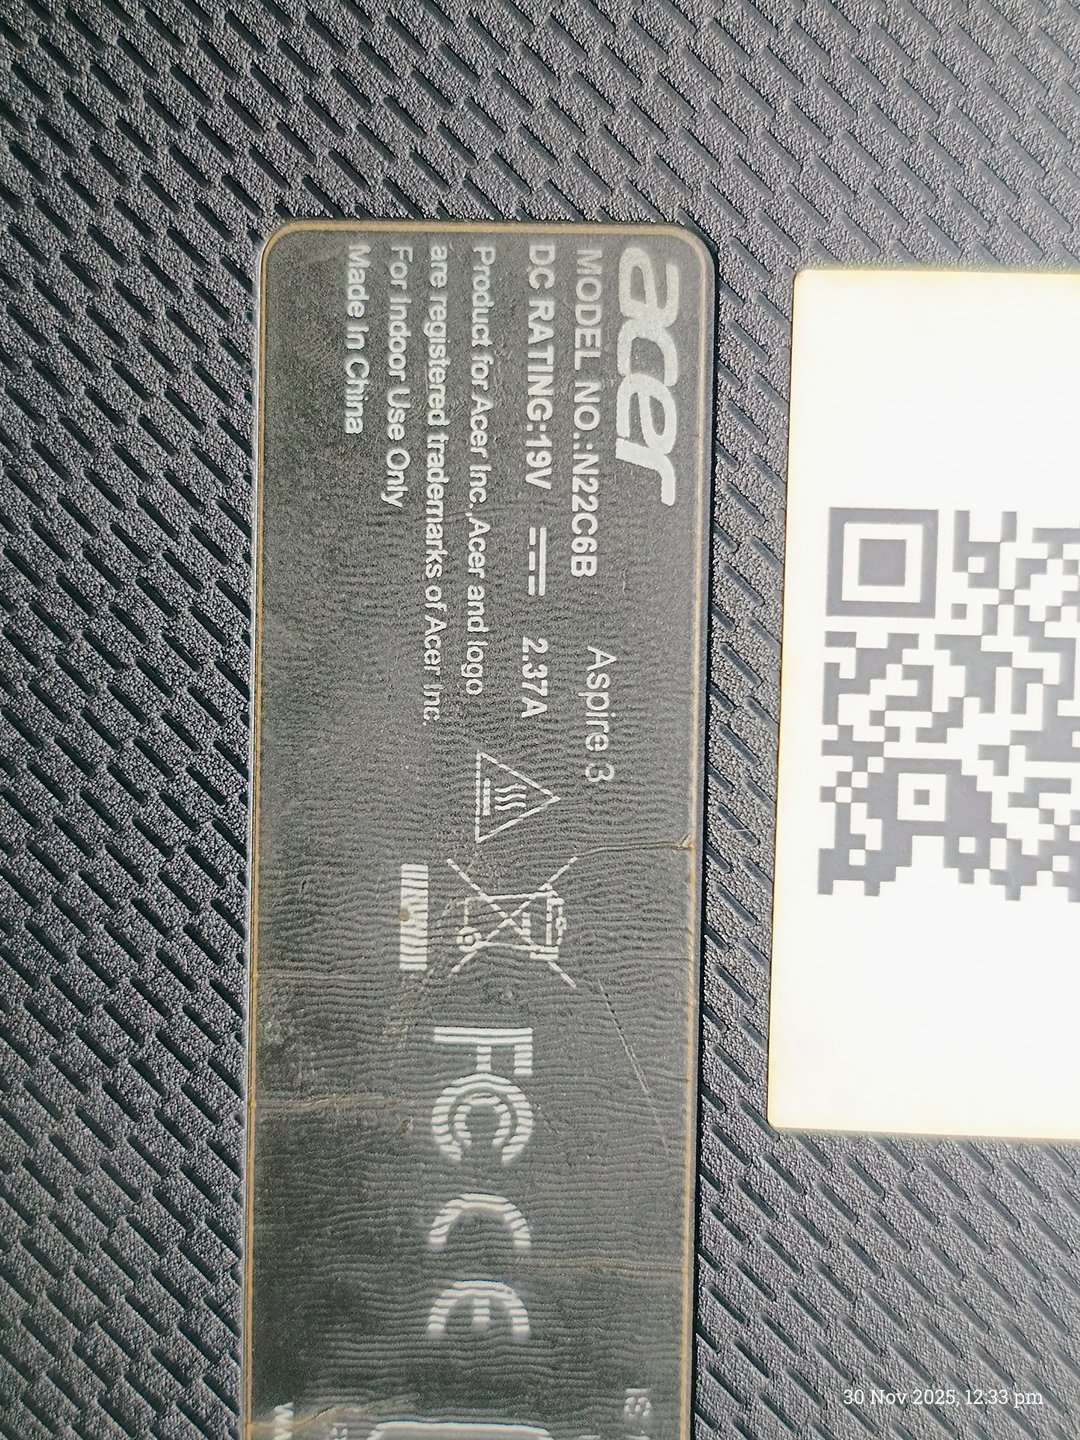 acer
MODEL NO.:N22C6B Aspire 3
DC RATING:19V 2.37A
Product for Acer Inc.,Acer and logo
are registered trademarks of Acer Inc.
For Indoor Use Only
Made In China
FC CE
30 Nov 2025, 12:33 pm